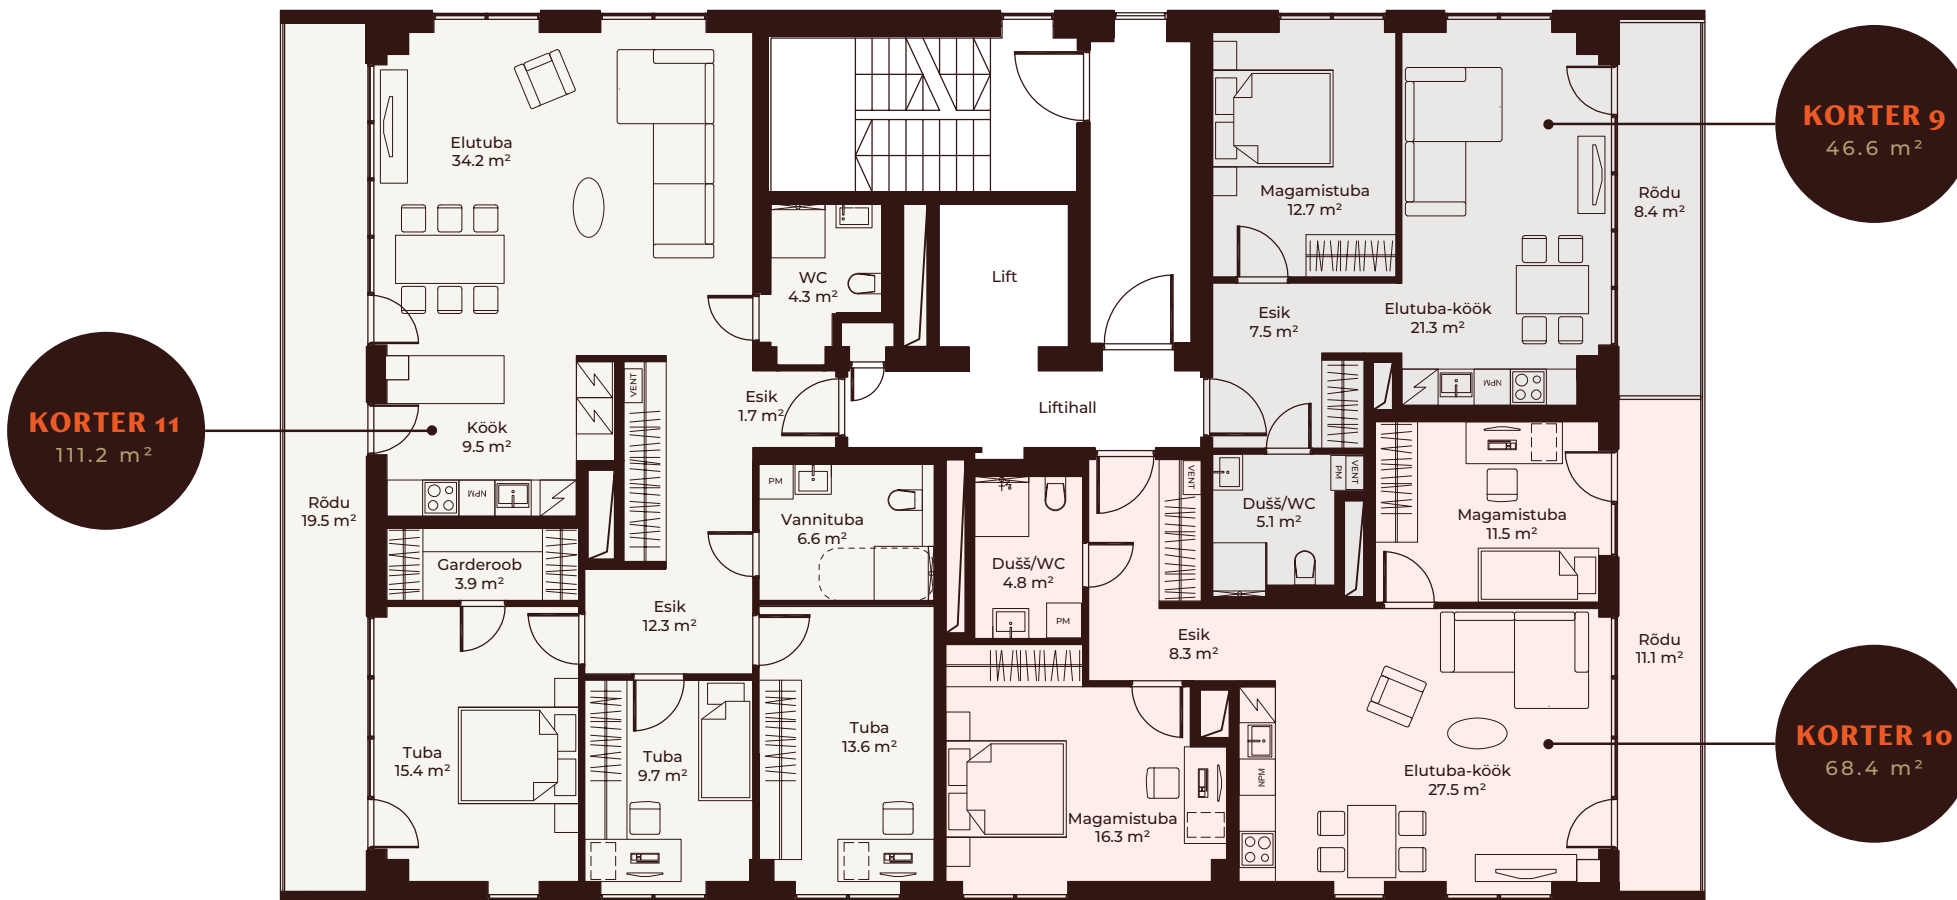 KORTER 9
46.6 m²
Elutuba
34.2 m²
Magamistuba
12.7 m²
Rõdu
8.4 m²
WC
4.3 m²
Lift
Esik
7.5 m²
Elutuba-köök
21.3 m²
VENT
NPM
Esik
1.7 m²
Liftihall
KORTER 11
111.2 m²
Köök
9.5 m²
NPM
Rõdu
19.5 m²
PM
Vannituba
6.6 m²
VENT
Dušš/WC
5.1 m²
PM
VENT
Magamistuba
11.5 m²
Garderoob
3.9 m²
Dušš/WC
4.8 m²
PM
Esik
12.3 m²
Esik
8.3 m²
Rõdu
11.1 m²
Tuba
15.4 m²
Tuba
9.7 m²
Tuba
13.6 m²
Magamistuba
16.3 m²
NPM
Elutuba-köök
27.5 m²
KORTER 10
68.4 m²